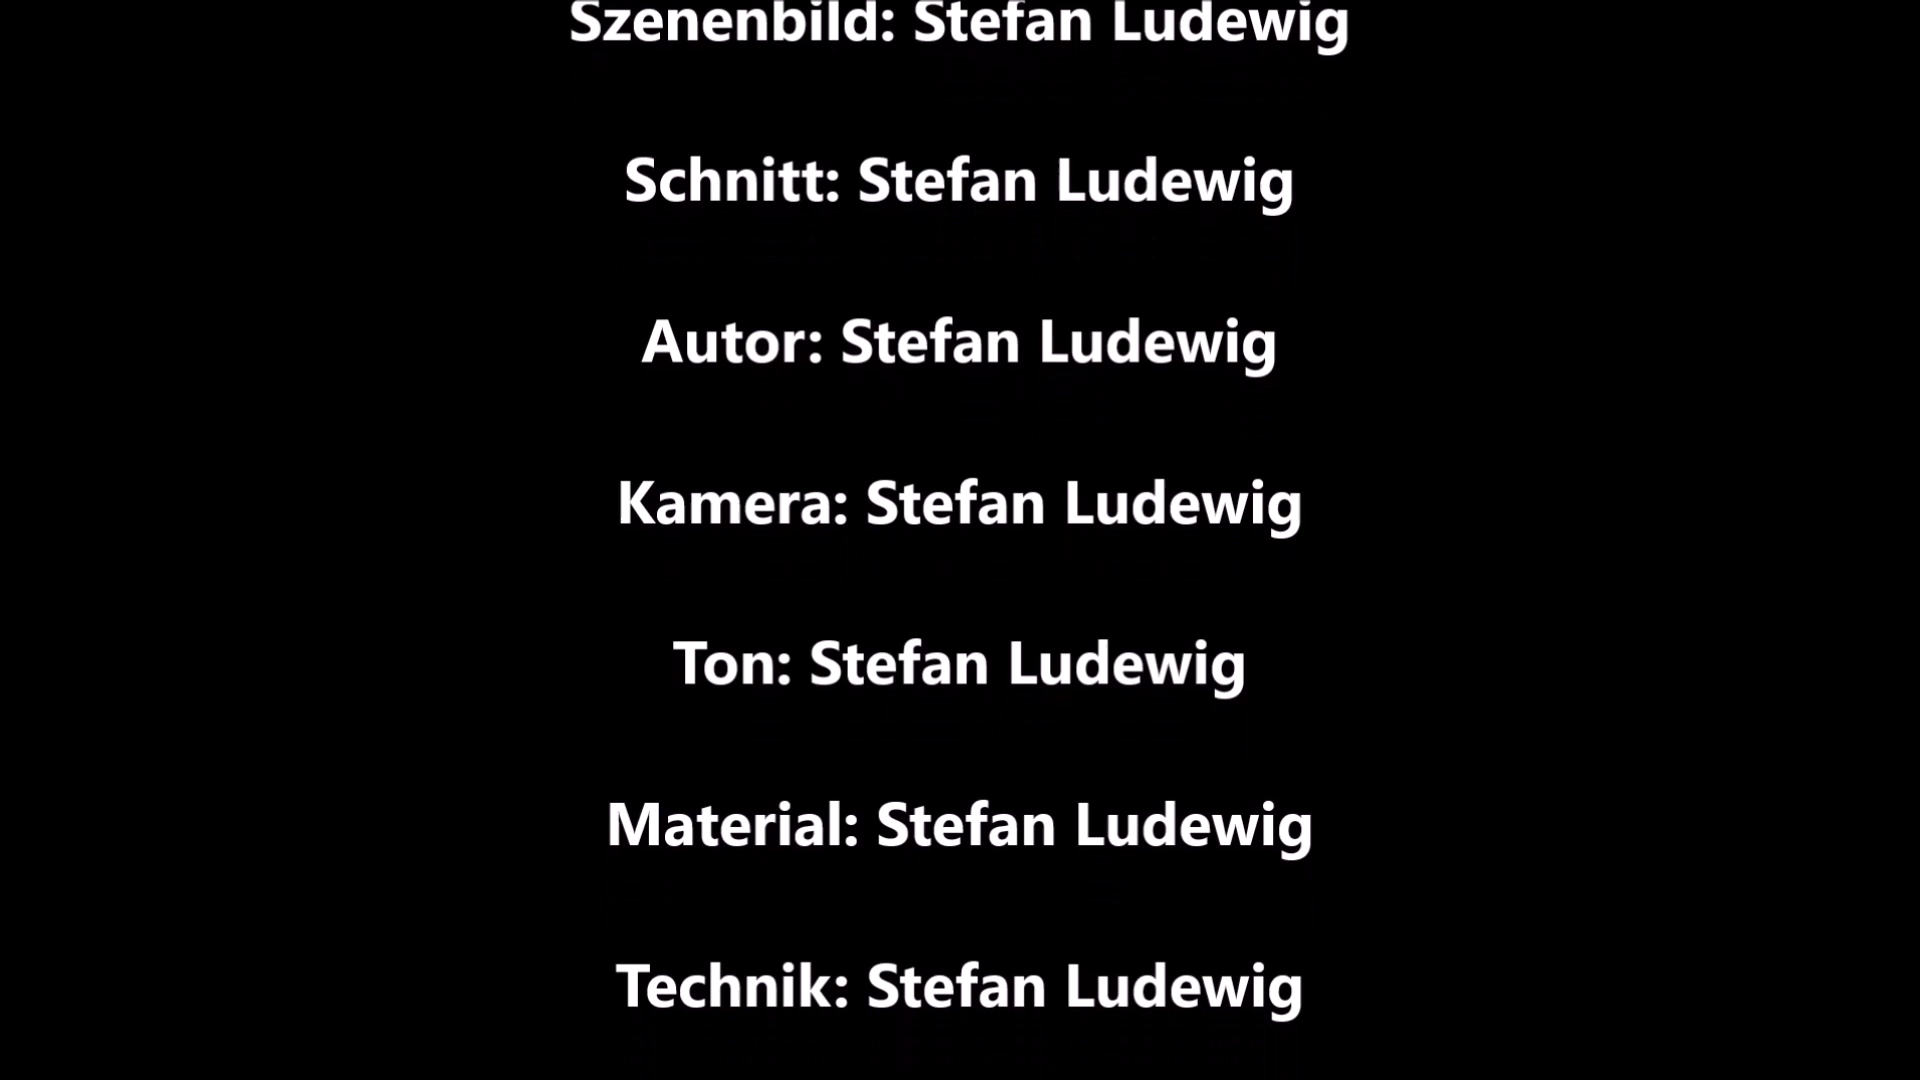 Szenenbild: Stefan Ludewig
Schnitt: Stefan Ludewig
Autor: Stefan Ludewig
Kamera: Stefan Ludewig
Ton: Stefan Ludewig
Material: Stefan Ludewig
Technik: Stefan Ludewig